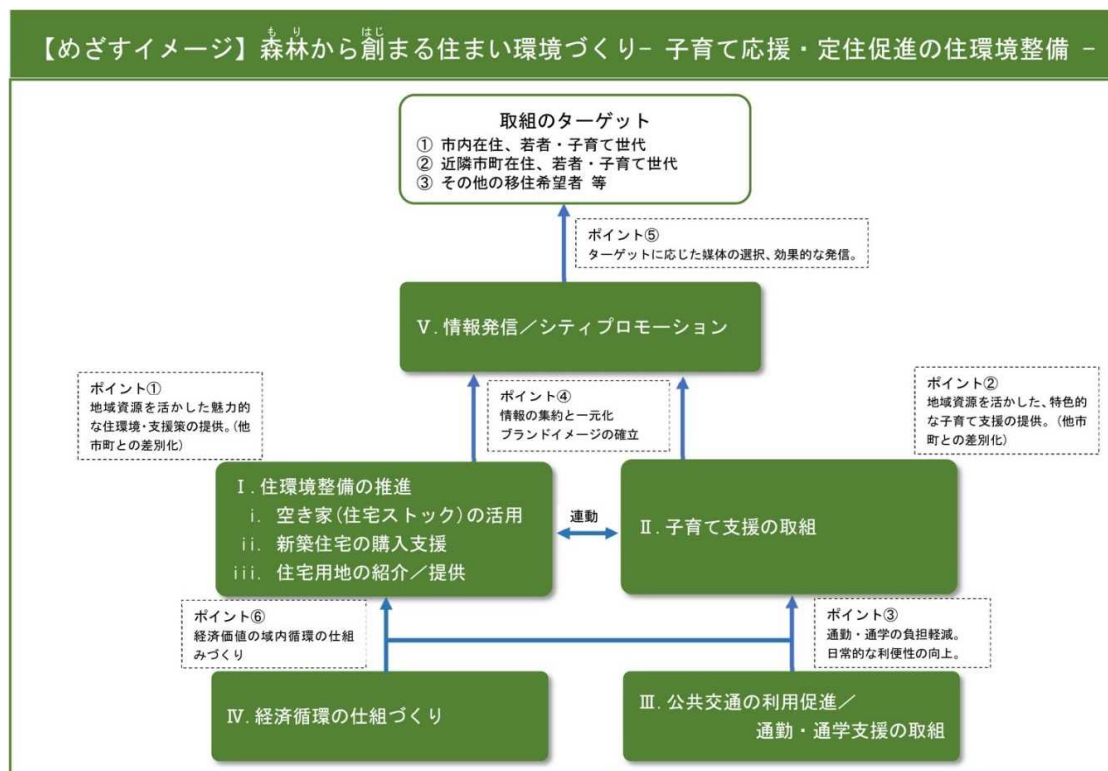 【めざすイメージ】森林から創まる住まい環境づくり- 子育て応援・定住促進の住環境整備 -
もり
はじ
取組のターゲット
① 市内在住、若者・子育て世代
② 近隣市町在住、若者・子育て世代
③ その他の移住希望者 等
ポイント⑤
ターゲットに応じた媒体の選択、効果的な発信。
Ⅴ.情報発信／シティプロモーション
ポイント①
地域資源を活かした魅力的
な住環境・支援策の提供。(他
市町との差別化)
ポイント④
情報の集約と一元化
ブランドイメージの確立
ポイント②
地域資源を活かした、特色的
な子育て支援の提供。(他市
町との差別化)
Ⅰ.住環境整備の推進
ⅰ. 空き家(住宅ストック)の活用
ⅱ. 新築住宅の購入支援
ⅲ. 住宅用地の紹介／提供
連動
Ⅱ.子育て支援の取組
ポイント⑥
経済価値の域内循環の仕組
みづくり
ポイント③
通勤・通学の負担軽減。
日常的な利便性の向上。
Ⅳ.経済循環の仕組づくり
Ⅲ.公共交通の利用促進／
通勤・通学支援の取組